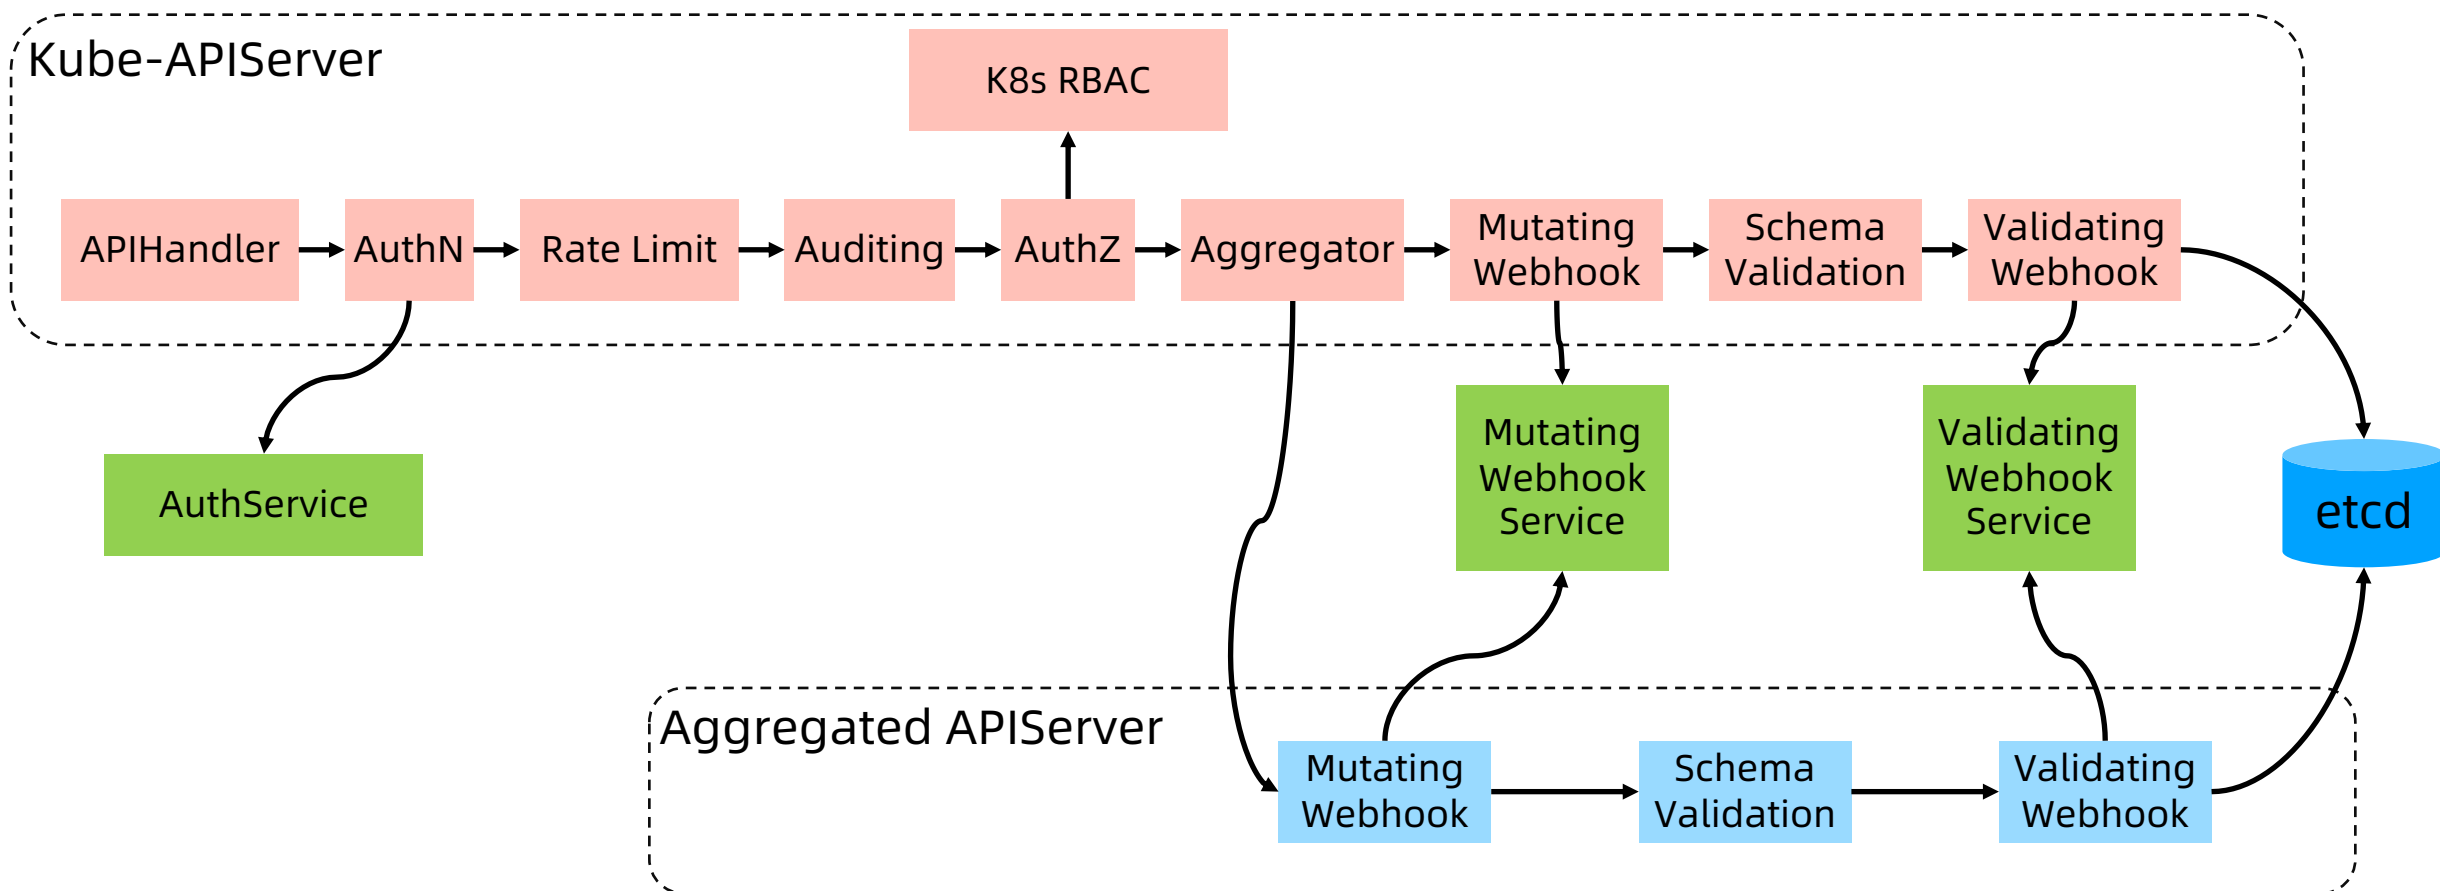 Kube-APIServer
K8s RBAC
APIHandler
AuthN
Rate Limit
Auditing
AuthZ
Aggregator
Mutating
Webhook
Schema
Validation
Validating
Webhook
AuthService
Mutating
Webhook
Service
Validating
Webhook
Service
etcd
Aggregated APIServer
Mutating
Webhook
Schema
Validation
Validating
Webhook